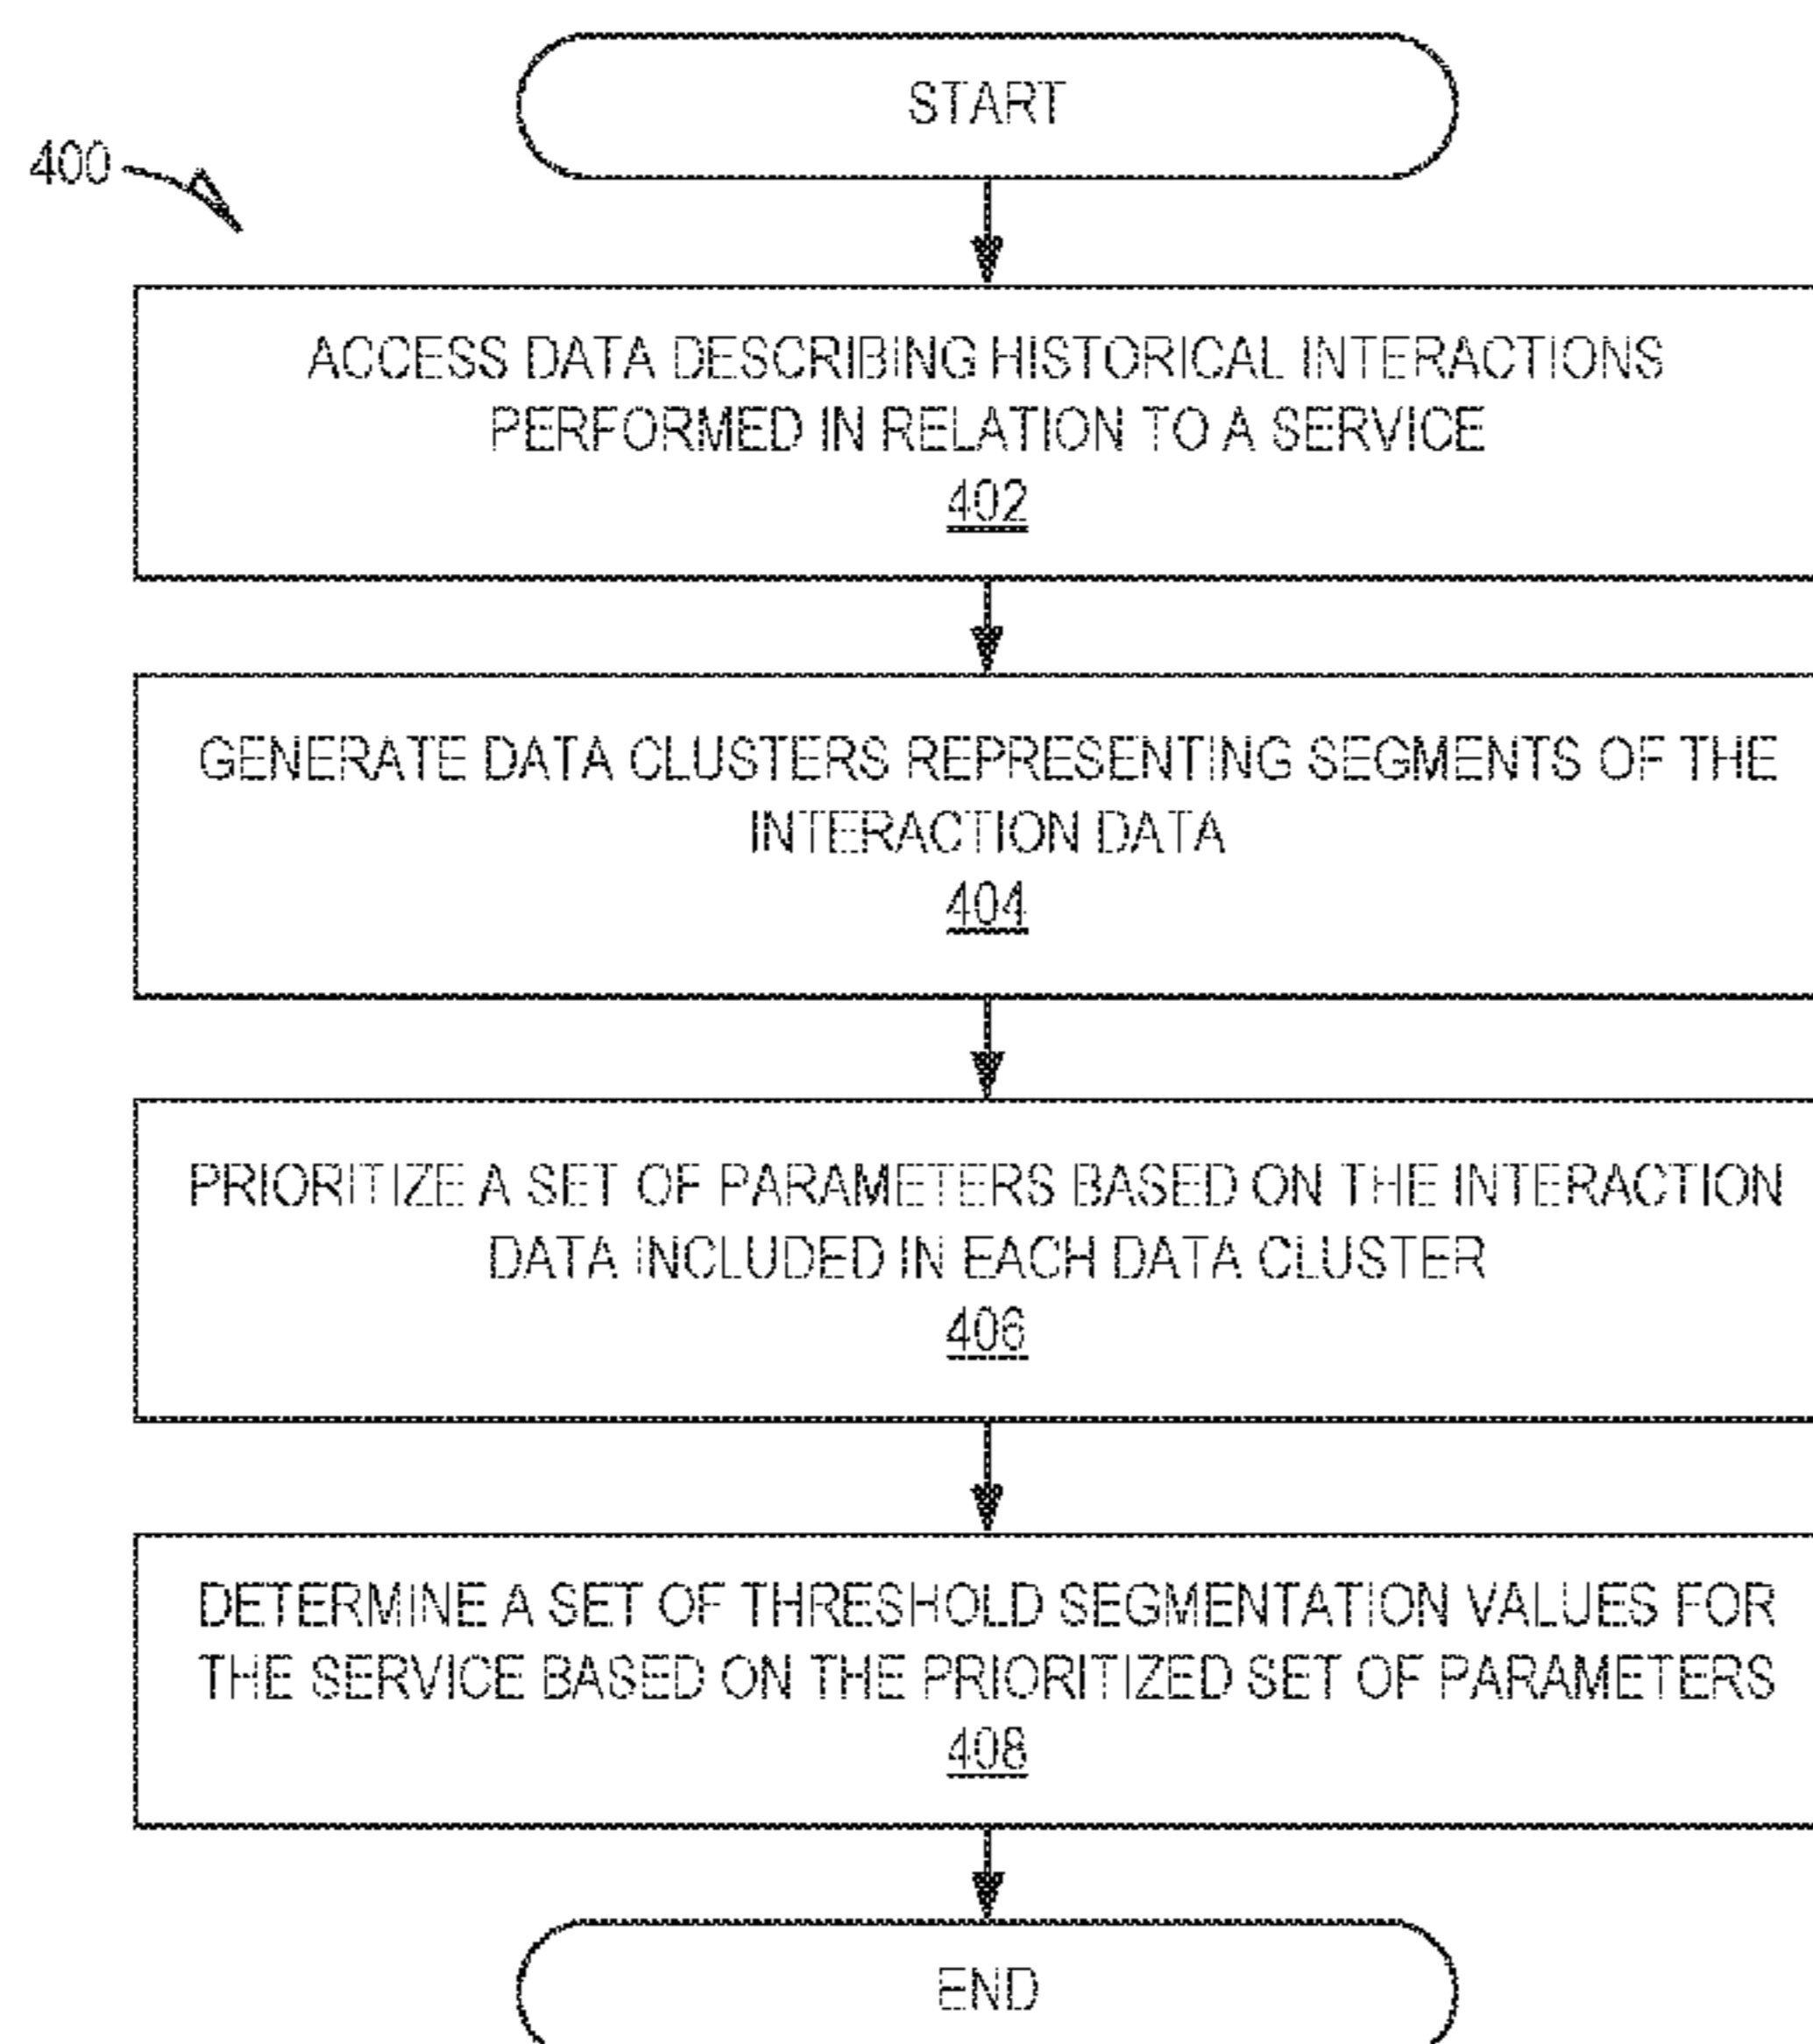 START
400
ACCESS DATA DESCRIBING HISTORICAL INTERACTIONS
PERFORMED IN RELATION TO A SERVICE
402
GENERATE DATA CLUSTERS REPRESENTING SEGMENTS OF THE
INTERACTION DATA
404
PRIORITIZE A SET OF PARAMETERS BASED ON THE INTERACTION
DATA INCLUDED IN EACH DATA CLUSTER
406
DETERMINE A SET OF THRESHOLD SEGMENTATION VALUES FOR
THE SERVICE BASED ON THE PRIORITIZED SET OF PARAMETERS
408
END